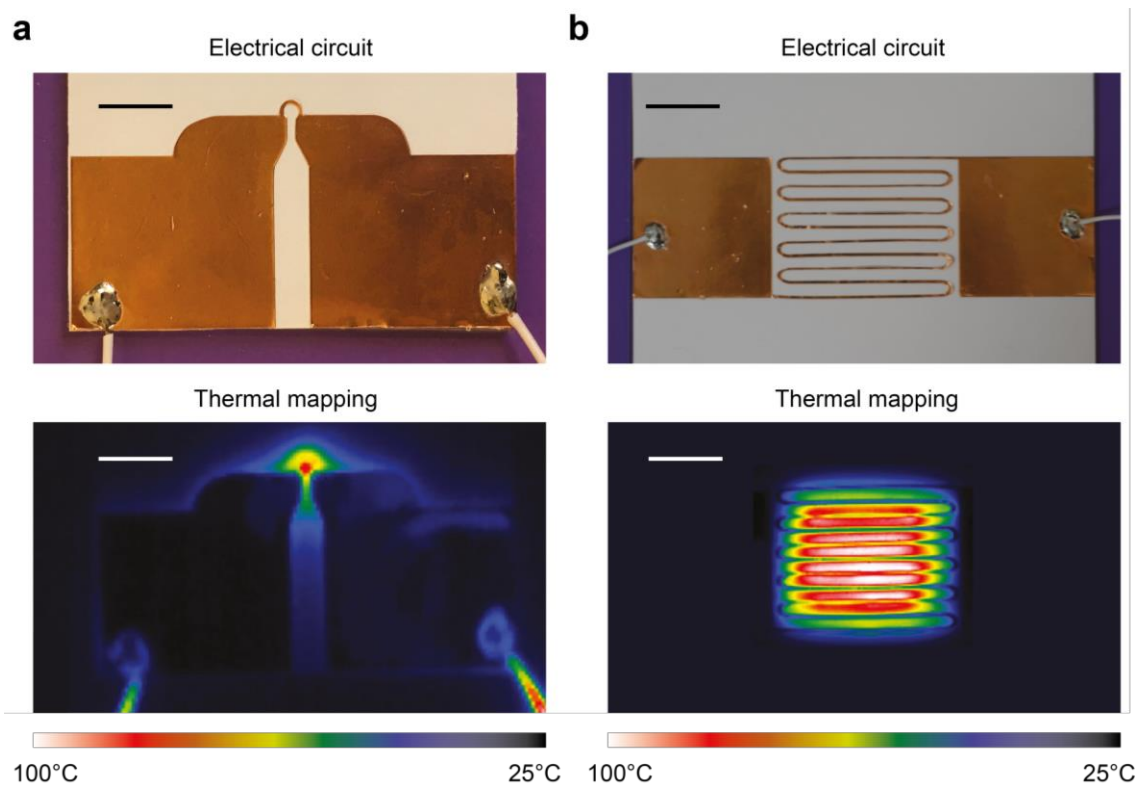 a
Electrical circuit
b
Electrical circuit
Thermal mapping
Thermal mapping
100°C
25°C
100°C
25°C